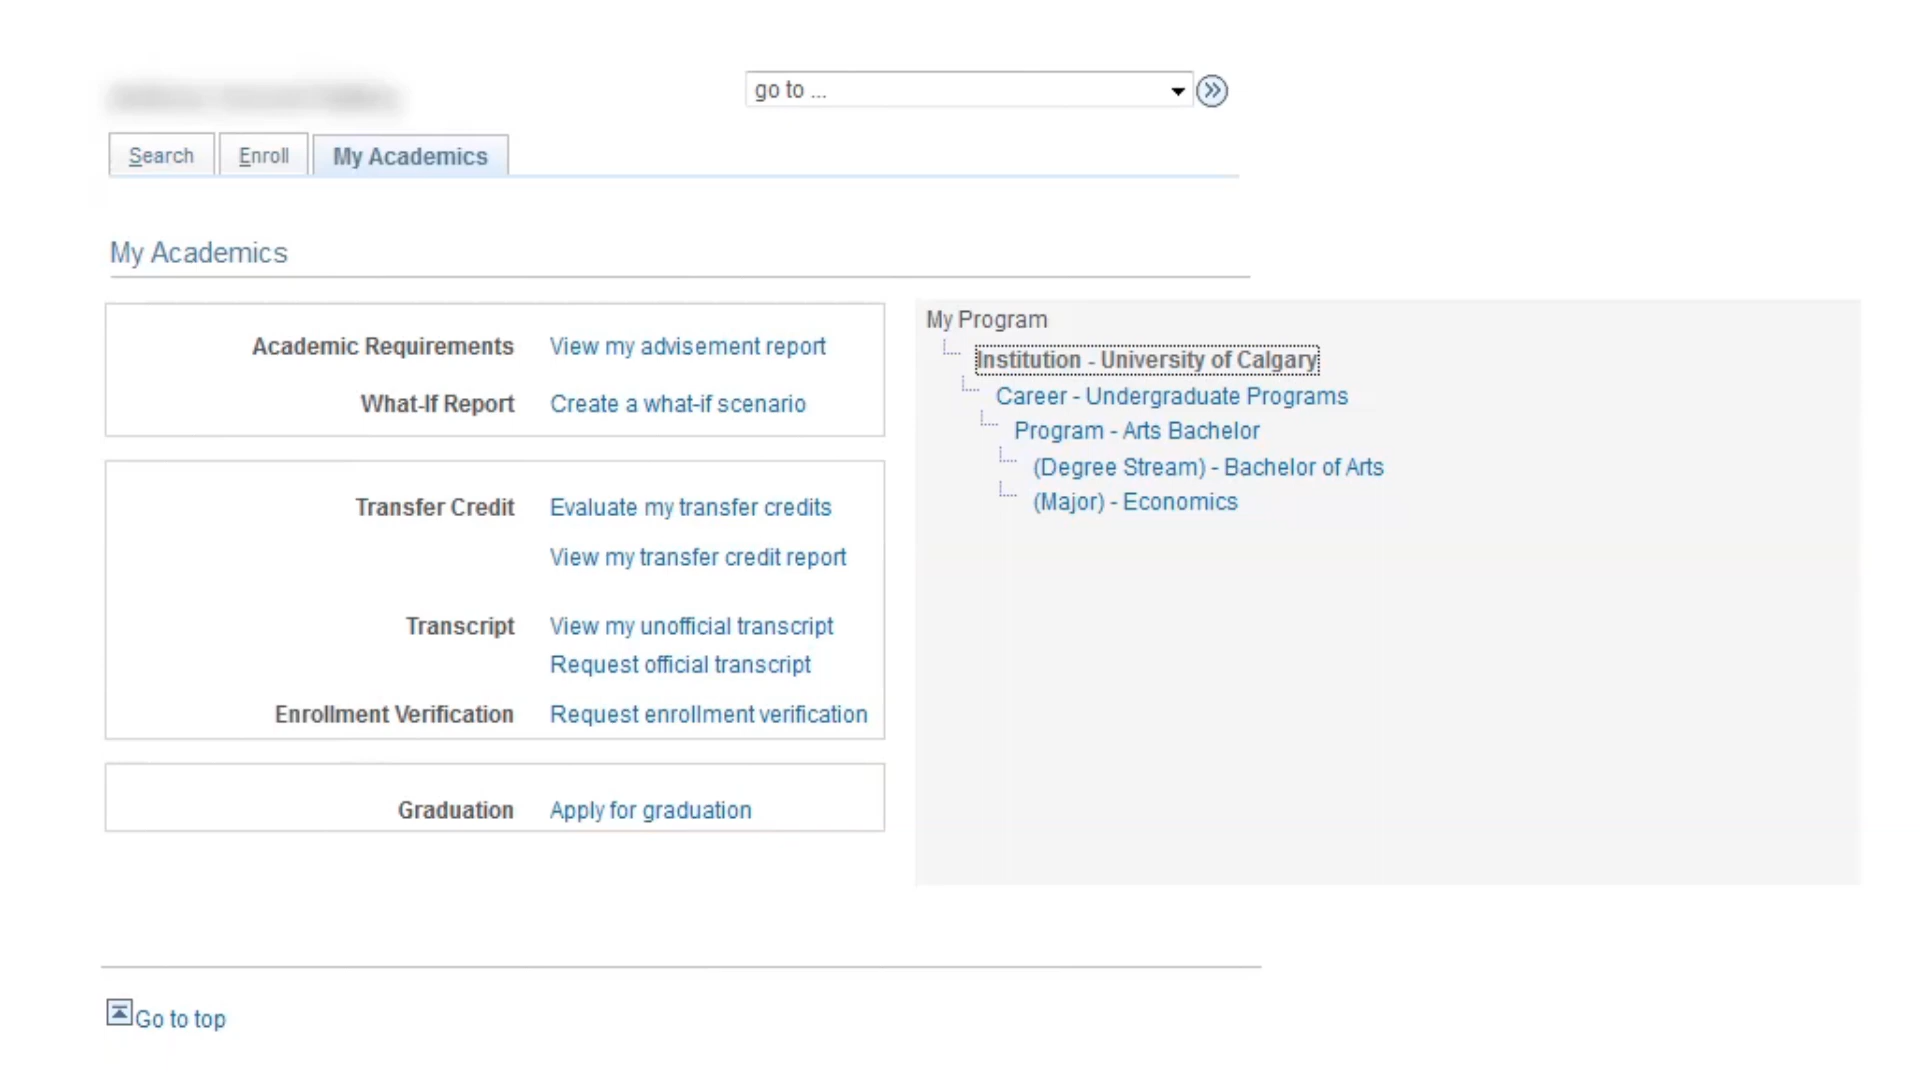 go to ...
Search Enroll My Academics
My Academics
Academic Requirements View my advisement report
What-If Report Create a what-if scenario
Transfer Credit Evaluate my transfer credits
View my transfer credit report
Transcript View my unofficial transcript
Request official transcript
Enrollment Verification Request enrollment verification
Graduation Apply for graduation
My Program
Institution - University of Calgary
Career - Undergraduate Programs
Program - Arts Bachelor
(Degree Stream) - Bachelor of Arts
(Major) - Economics
Go to top